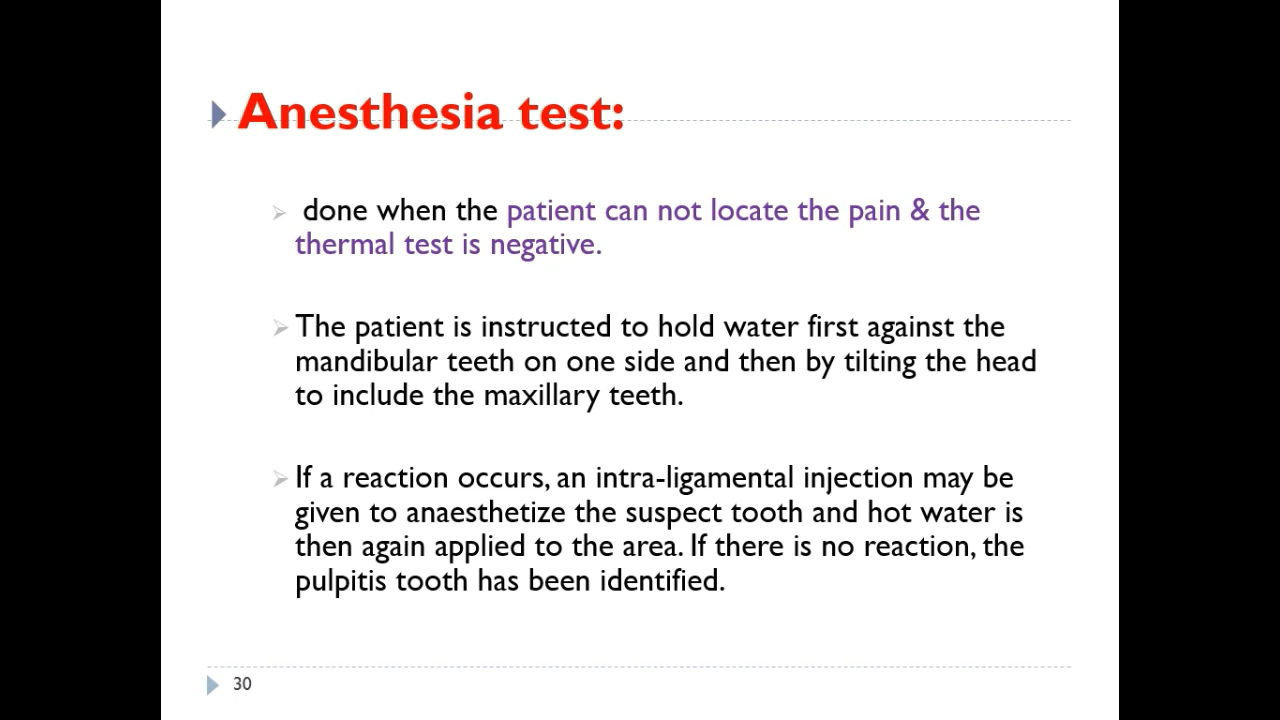 Anesthesia test:
done when the patient can not locate the pain & the
thermal test is negative.
The patient is instructed to hold water first against the
mandibular teeth on one side and then by tilting the head
to include the maxillary teeth.
If a reaction occurs, an intra-ligamental injection may be
given to anaesthetize the suspect tooth and hot water is
then again applied to the area. If there is no reaction, the
pulpitis tooth has been identified.
30